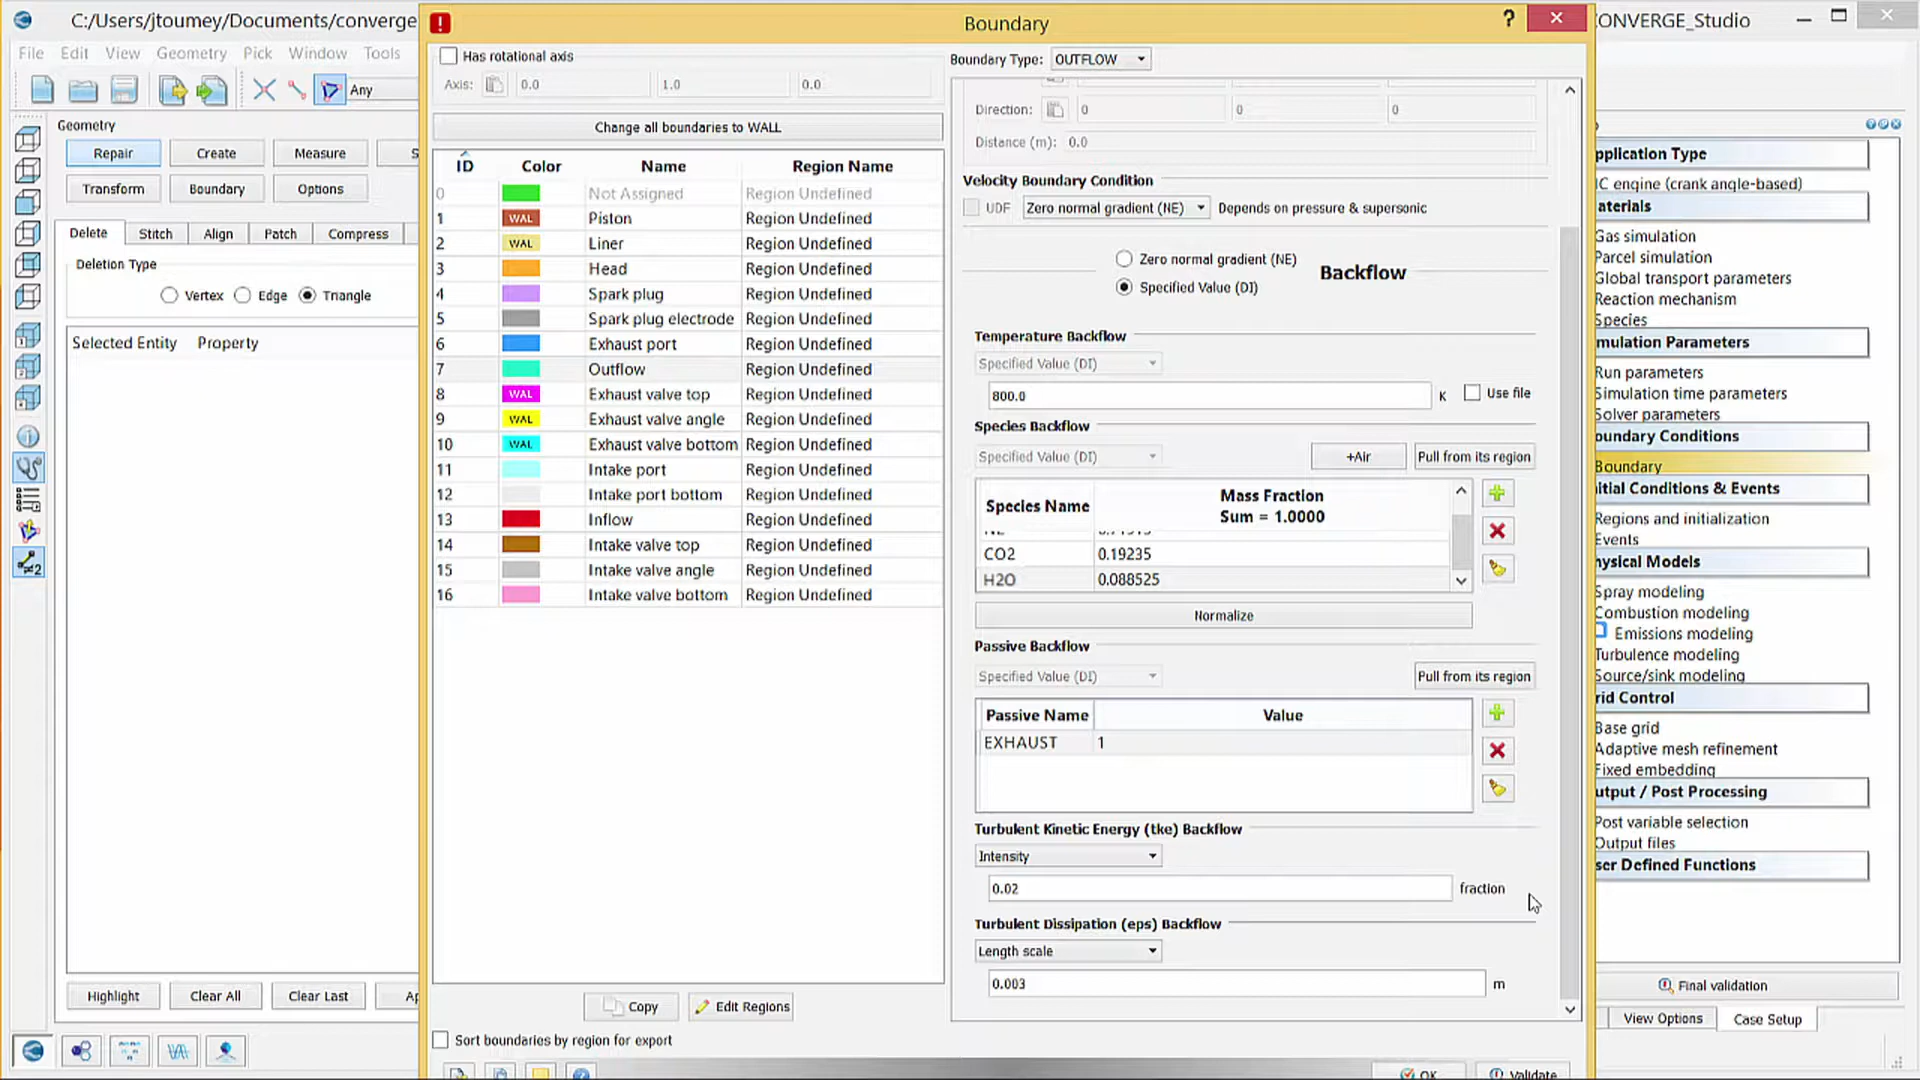 C:/Users/jtoumey/Documents/converge
Boundary
?
CONVERGE_Studio
File Edit View Geometry Pick Window Tools
Any
Geometry
Repair Create Measure
Transform Boundary Options
Delete Stitch Align Patch Compress
Deletion Type
Vertex Edge Triangle
Selected Entity Property
Highlight Clear All Clear Last Ap
Has rotational axis
Axis: 0.0 1.0 0.0
Change all boundaries to WALL
ID Color Name Region Name
0 Not Assigned Region Undefined
1 WAL Piston Region Undefined
2 WAL Liner Region Undefined
3 Head Region Undefined
4 Spark plug Region Undefined
5 Spark plug electrode Region Undefined
6 Exhaust port Region Undefined
7 Outflow Region Undefined
8 WAL Exhaust valve top Region Undefined
9 WAL Exhaust valve angle Region Undefined
10 WAL Exhaust valve bottom Region Undefined
11 Intake port Region Undefined
12 Intake port bottom Region Undefined
13 Inflow Region Undefined
14 Intake valve top Region Undefined
15 Intake valve angle Region Undefined
16 Intake valve bottom Region Undefined
Copy Edit Regions
Sort boundaries by region for export
Boundary Type: OUTFLOW
Direction: 0 0 0
Distance (m): 0.0
Velocity Boundary Condition
UDF Zero normal gradient (NE) Depends on pressure & supersonic
Zero normal gradient (NE)
Backflow
Specified Value (DI)
Temperature Backflow
Specified Value (DI)
800.0 K Use file
Species Backflow
Specified Value (DI) +Air Pull from its region
Species Name Mass Fraction
Sum = 1.0000
CO2 0.19235
H2O 0.088525
Normalize
Passive Backflow
Specified Value (DI) Pull from its region
Passive Name Value
EXHAUST 1
Turbulent Kinetic Energy (tke) Backflow
Intensity
0.02 fraction
Turbulent Dissipation (eps) Backflow
Length scale
0.003 m
OK Validate
pplication Type
IC engine (crank angle-based)
aterials
Gas simulation
Parcel simulation
Global transport parameters
Reaction mechanism
Species
mulation Parameters
Run parameters
Simulation time parameters
Solver parameters
oundary Conditions
Boundary
itial Conditions & Events
Regions and initialization
Events
hysical Models
Spray modeling
Combustion modeling
Emissions modeling
Turbulence modeling
Source/sink modeling
rid Control
Base grid
Adaptive mesh refinement
Fixed embedding
utput / Post Processing
Post variable selection
Output files
ser Defined Functions
Final validation
View Options Case Setup